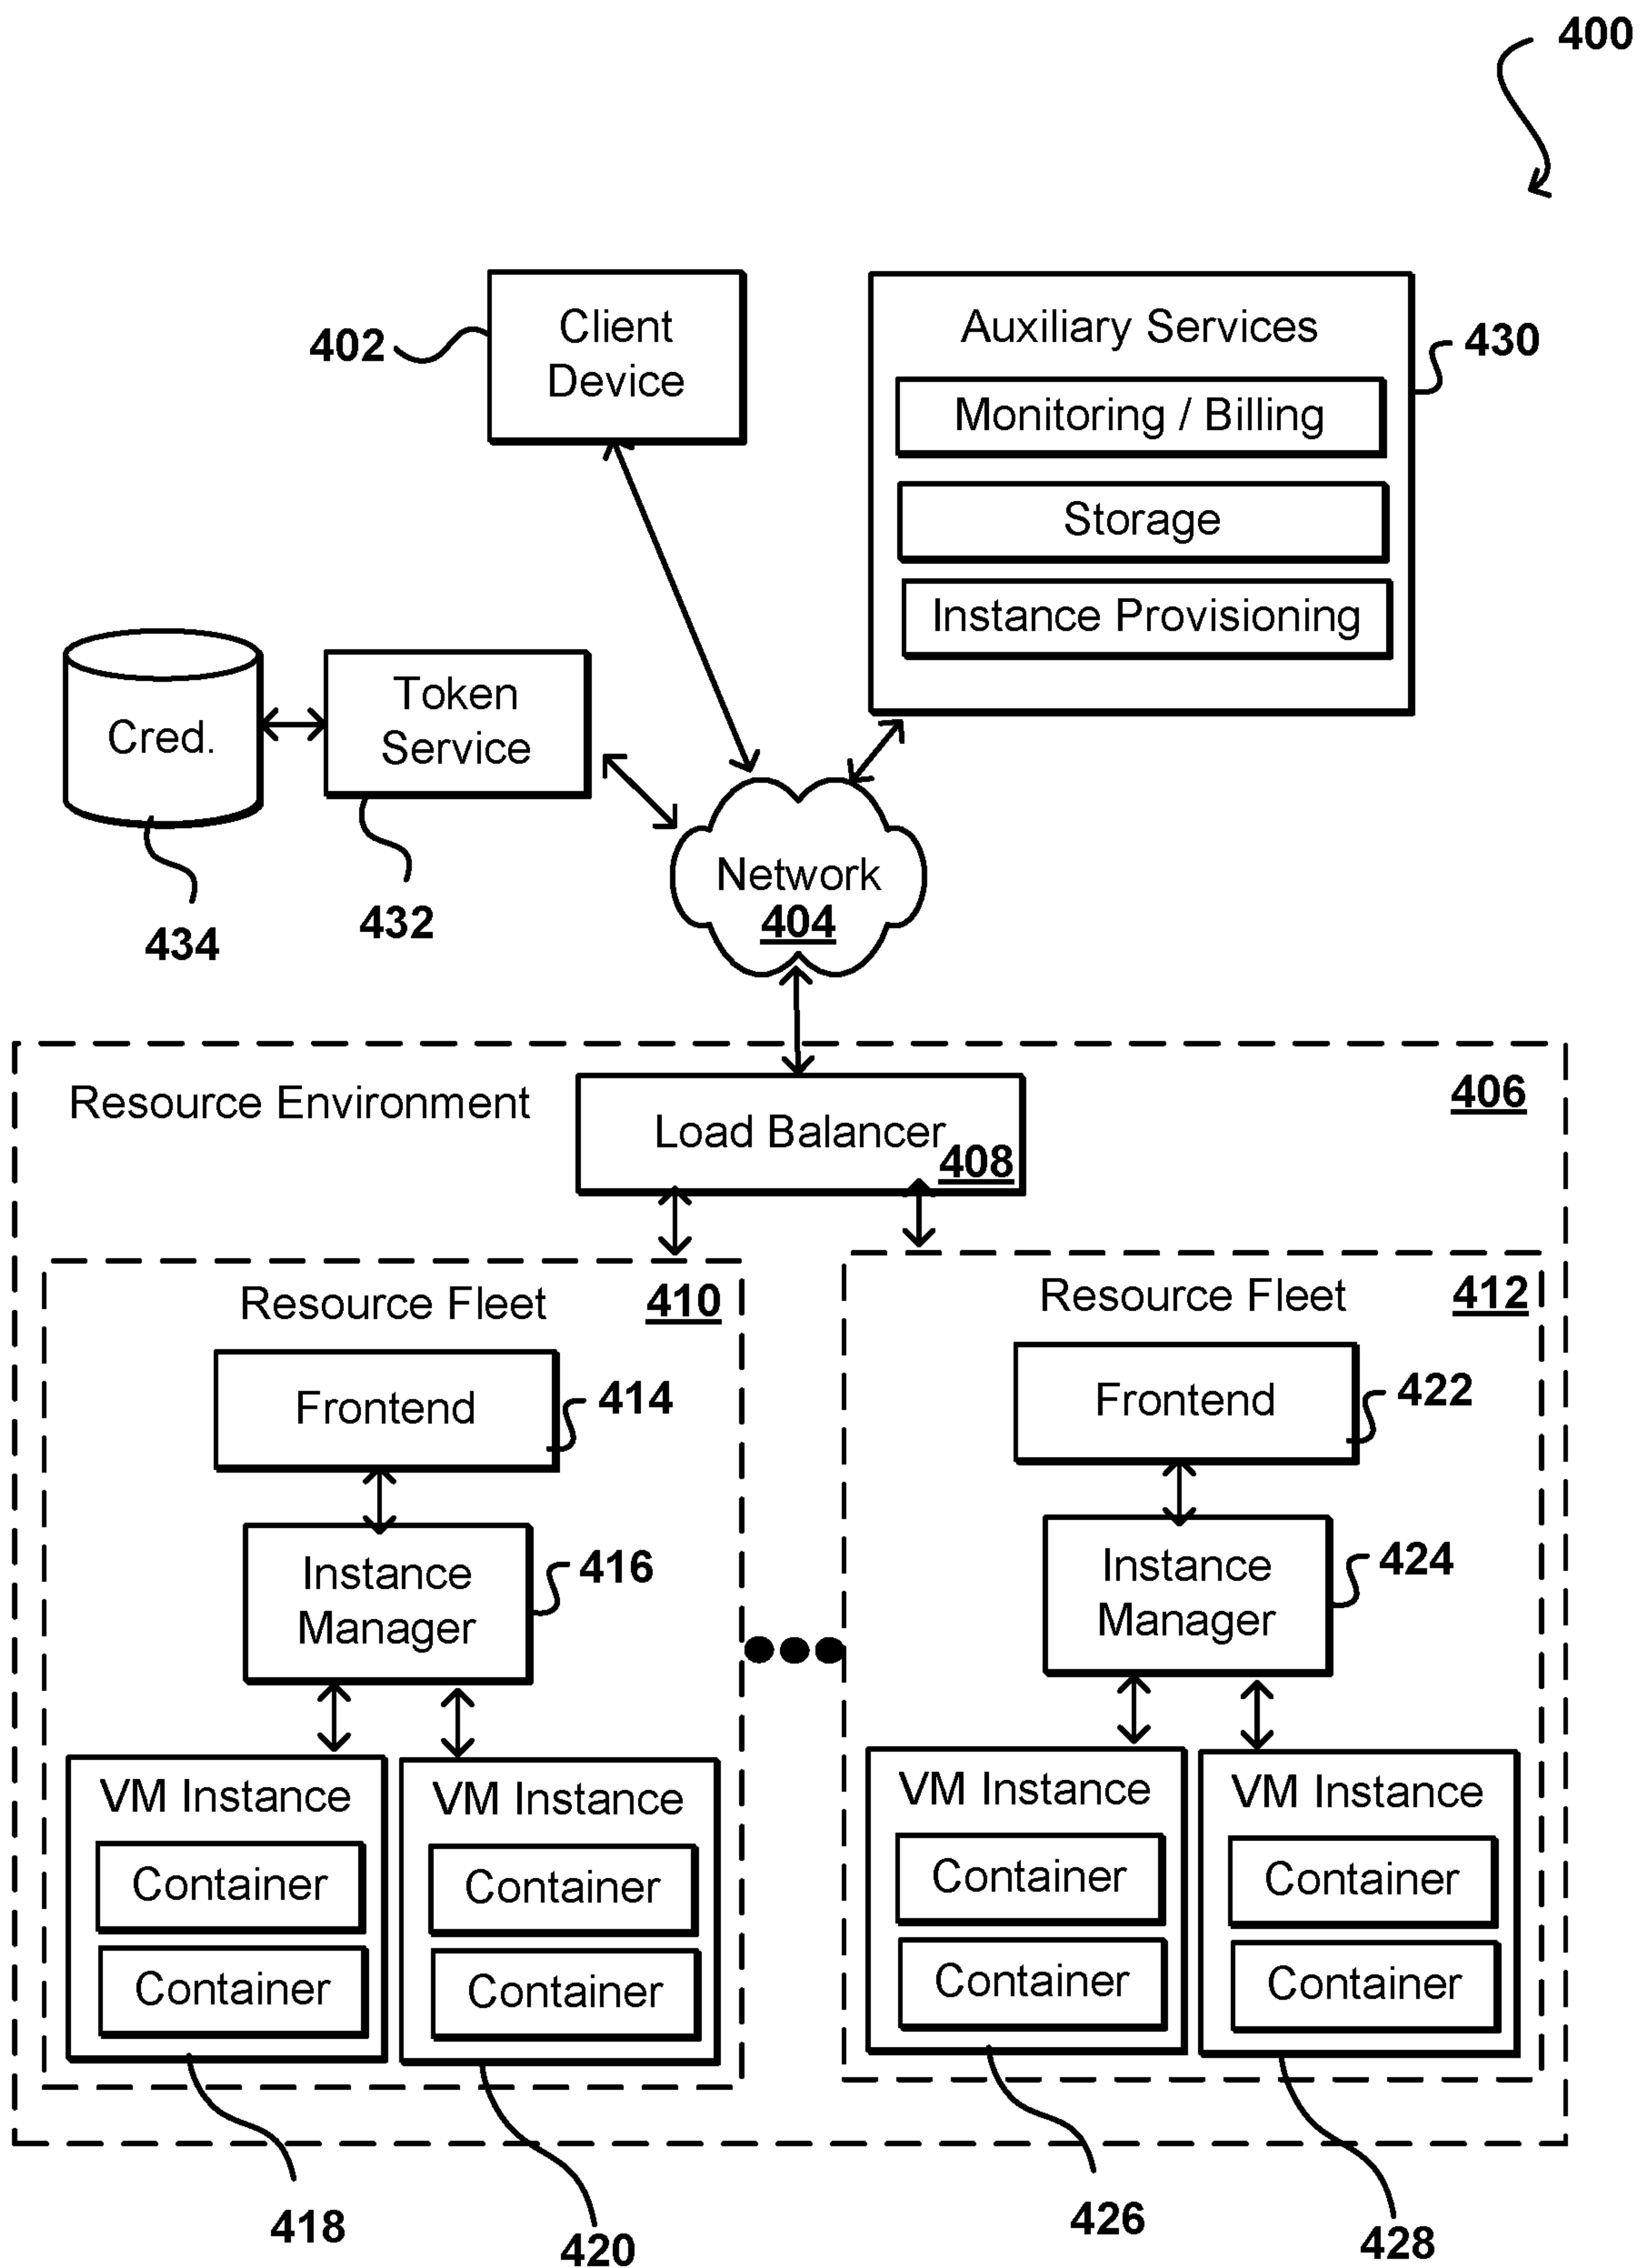 400
Client
Device
402
Auxiliary Services
430
Monitoring / Billing
Storage
Instance Provisioning
Cred.
Token
Service
434
432
Network
404
Resource Environment
406
Load Balancer
408
Resource Fleet
410
Frontend
414
Instance
Manager
416
VM Instance
Container
Container
VM Instance
Container
Container
418
420
Resource Fleet
412
Frontend
422
Instance
Manager
424
VM Instance
Container
Container
VM Instance
Container
Container
426
428